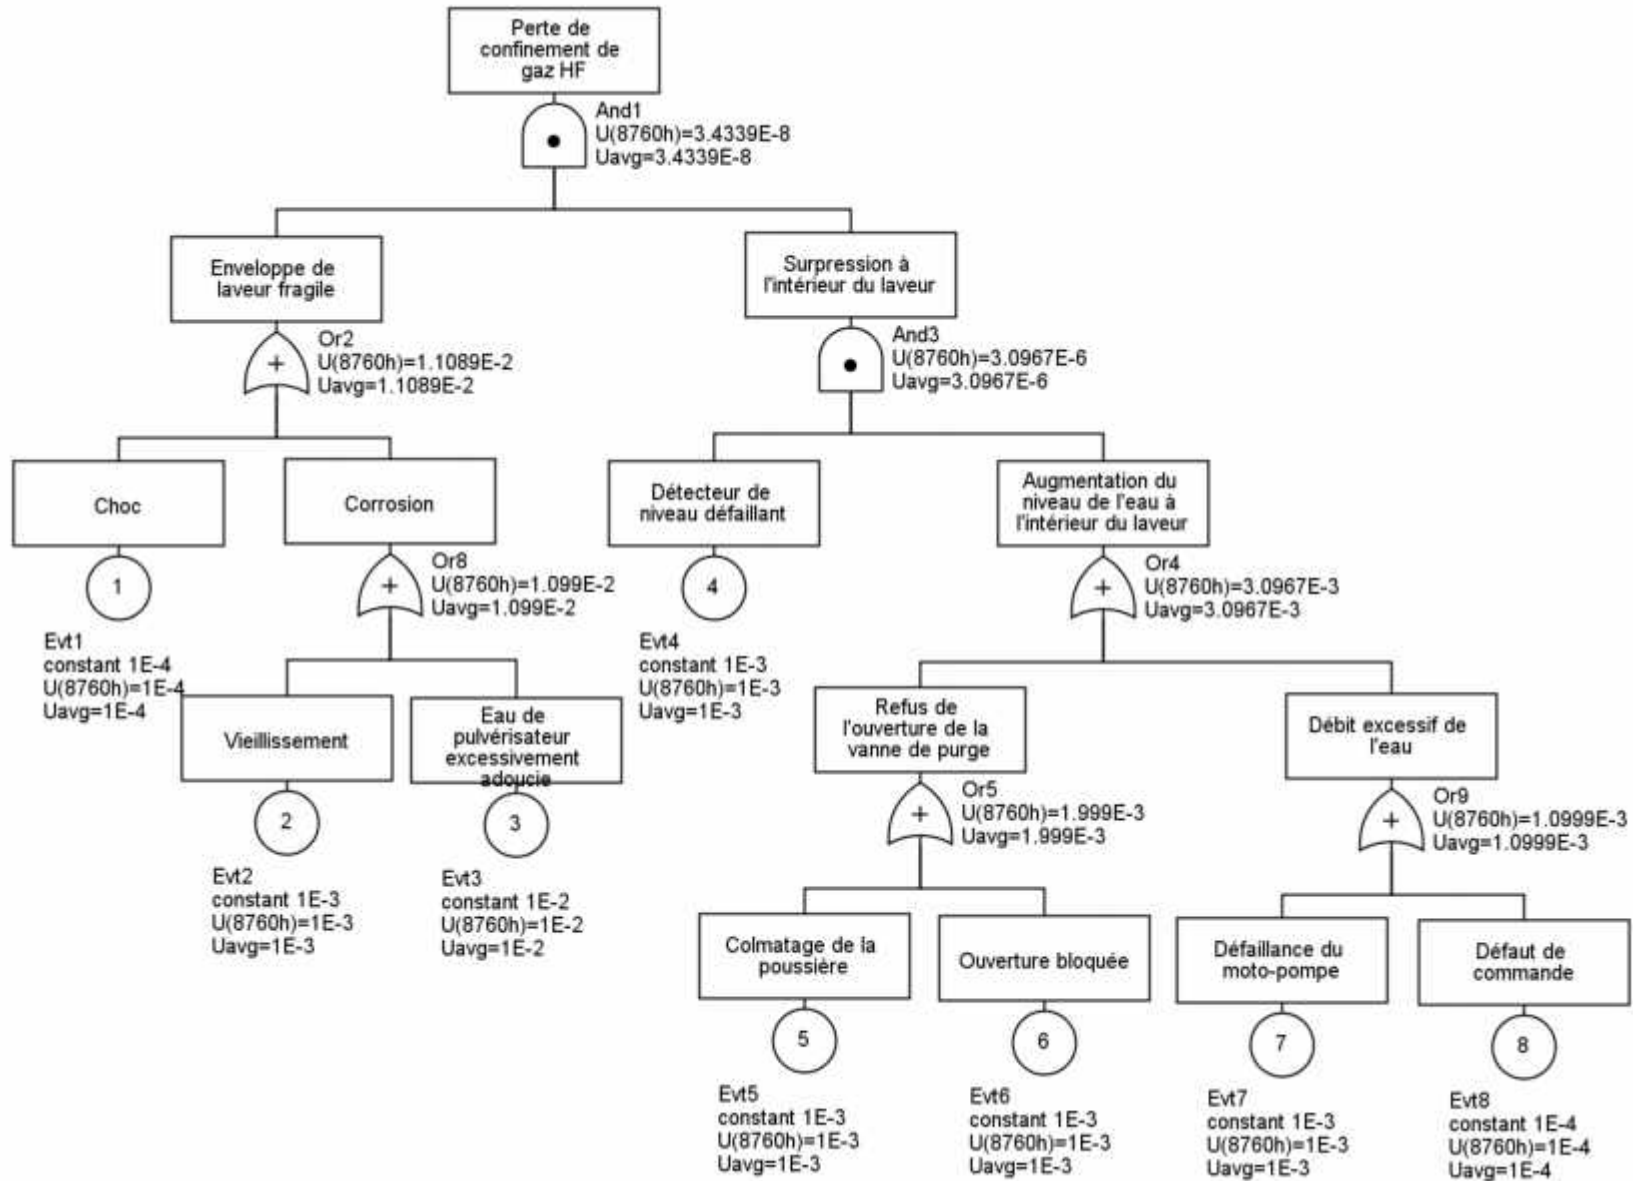 Perte de
confinement de
gaz HF
And1
U(8760h)=3.4339E-8
Uavg=3.4339E-8
Enveloppe de
laveur fragile
Or2
U(8760h)=1.1089E-2
Uavg=1.1089E-2
Surpression à
l'intérieur du laveur
And3
U(8760h)=3.0967E-6
Uavg=3.0967E-6
Choc
1
Evt1
constant 1E-4
U(8760h)=1E-4
Uavg=1E-4
Corrosion
Or8
U(8760h)=1.099E-2
Uavg=1.099E-2
Vieillissement
2
Evt2
constant 1E-3
U(8760h)=1E-3
Uavg=1E-3
Eau de
pulvérisateur
excessivement
adoucie
3
Evt3
constant 1E-2
U(8760h)=1E-2
Uavg=1E-2
Détecteur de
niveau défaillant
4
Evt4
constant 1E-3
U(8760h)=1E-3
Uavg=1E-3
Augmentation du
niveau de l'eau à
l'intérieur du laveur
Or4
U(8760h)=3.0967E-3
Uavg=3.0967E-3
Refus de
l'ouverture de la
vanne de purge
Or5
U(8760h)=1.999E-3
Uavg=1.999E-3
Débit excessif de
l'eau
Or9
U(8760h)=1.0999E-3
Uavg=1.0999E-3
Colmatage de la
poussière
5
Evt5
constant 1E-3
U(8760h)=1E-3
Uavg=1E-3
Ouverture bloquée
6
Evt6
constant 1E-3
U(8760h)=1E-3
Uavg=1E-3
Défaillance du
moto-pompe
7
Evt7
constant 1E-3
U(8760h)=1E-3
Uavg=1E-3
Défaut de
commande
8
Evt8
constant 1E-4
U(8760h)=1E-4
Uavg=1E-4